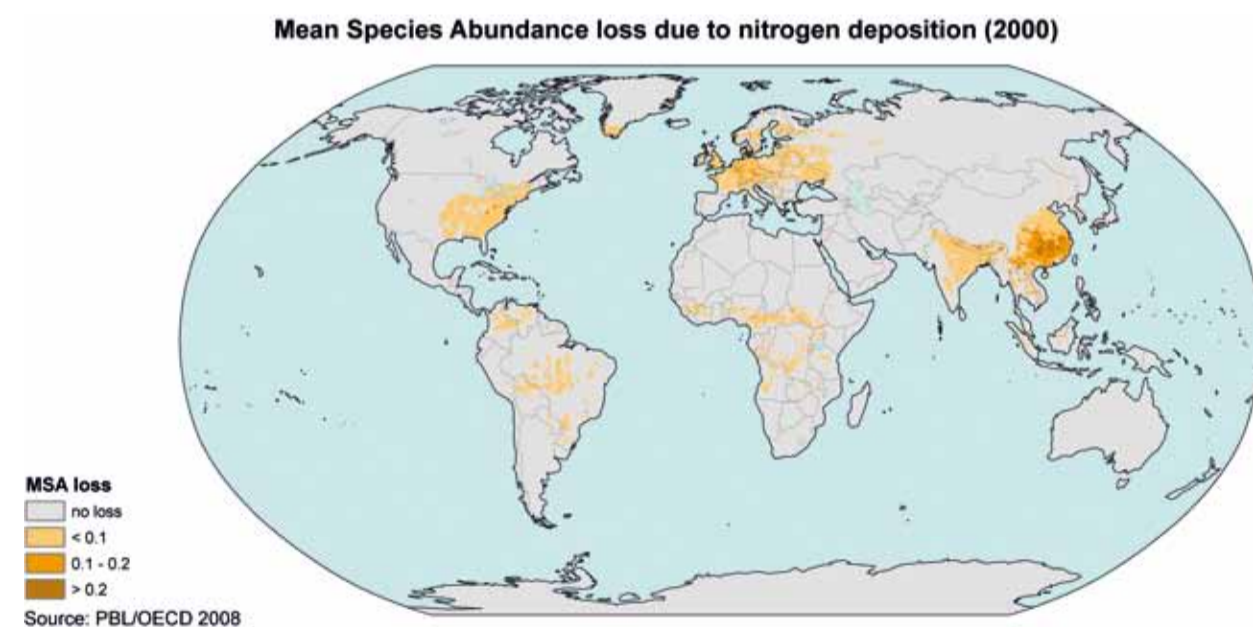 Mean Species Abundance loss due to nitrogen deposition (2000)
MSA loss
no loss
< 0.1
0.1 - 0.2
> 0.2
Source: PBL/OECD 2008